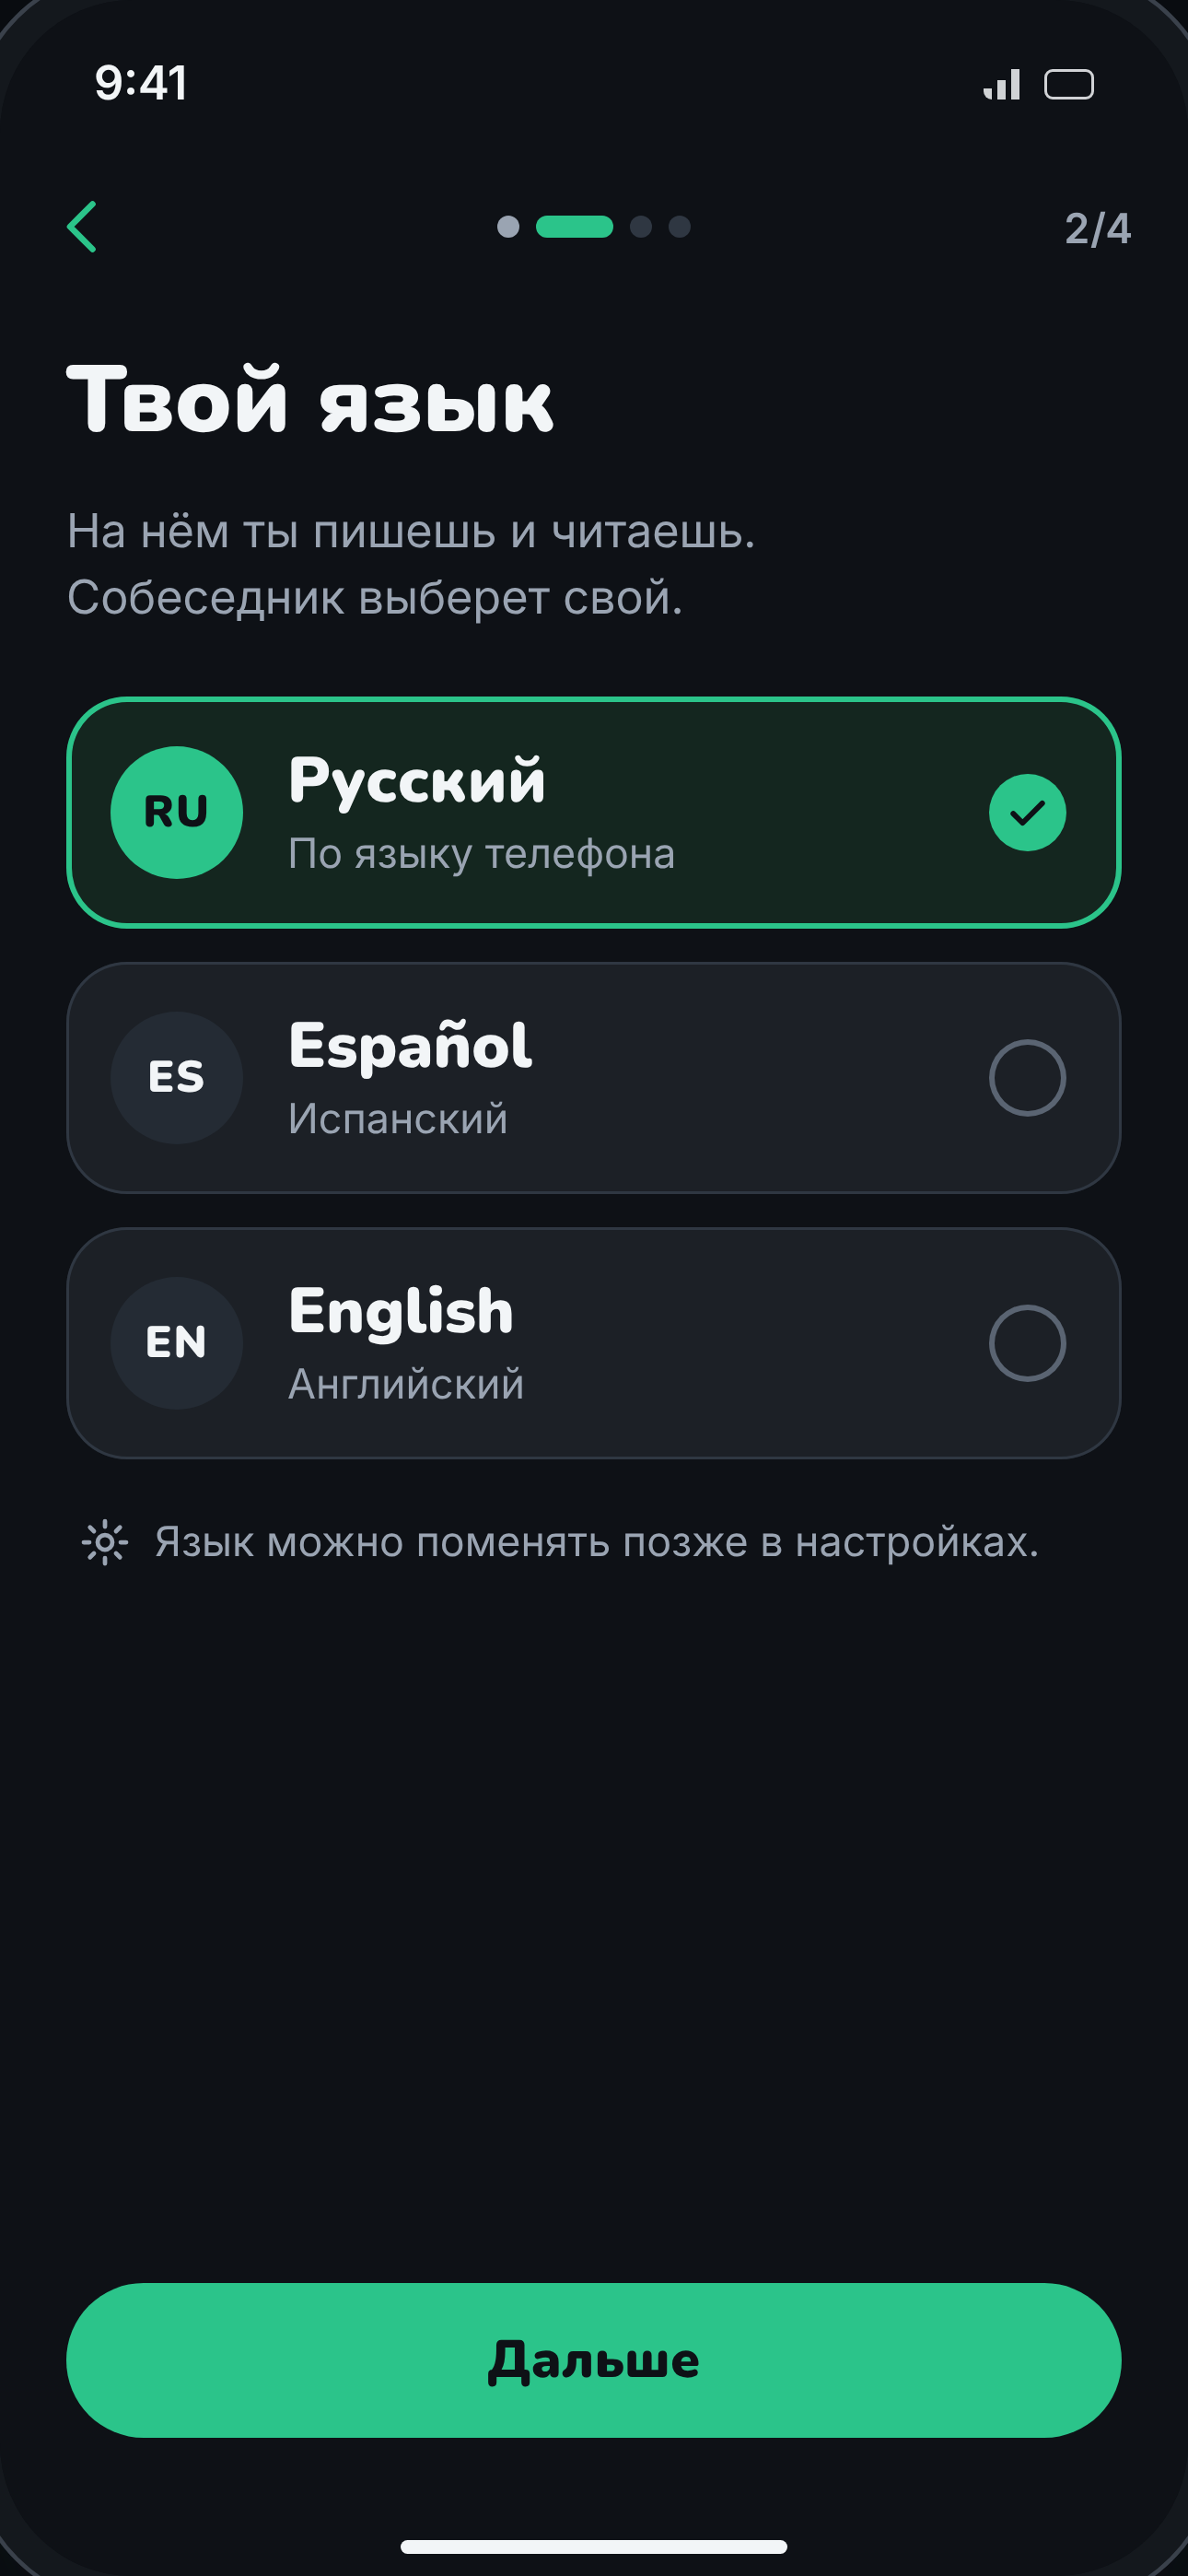 9:41
2/4
Твой язык
На нём ты пишешь и читаешь.
Собеседник выберет свой.
RU
Русский
По языку телефона
ES
Español
Испанский
EN
English
Английский
Язык можно поменять позже в настройках.
Дальше